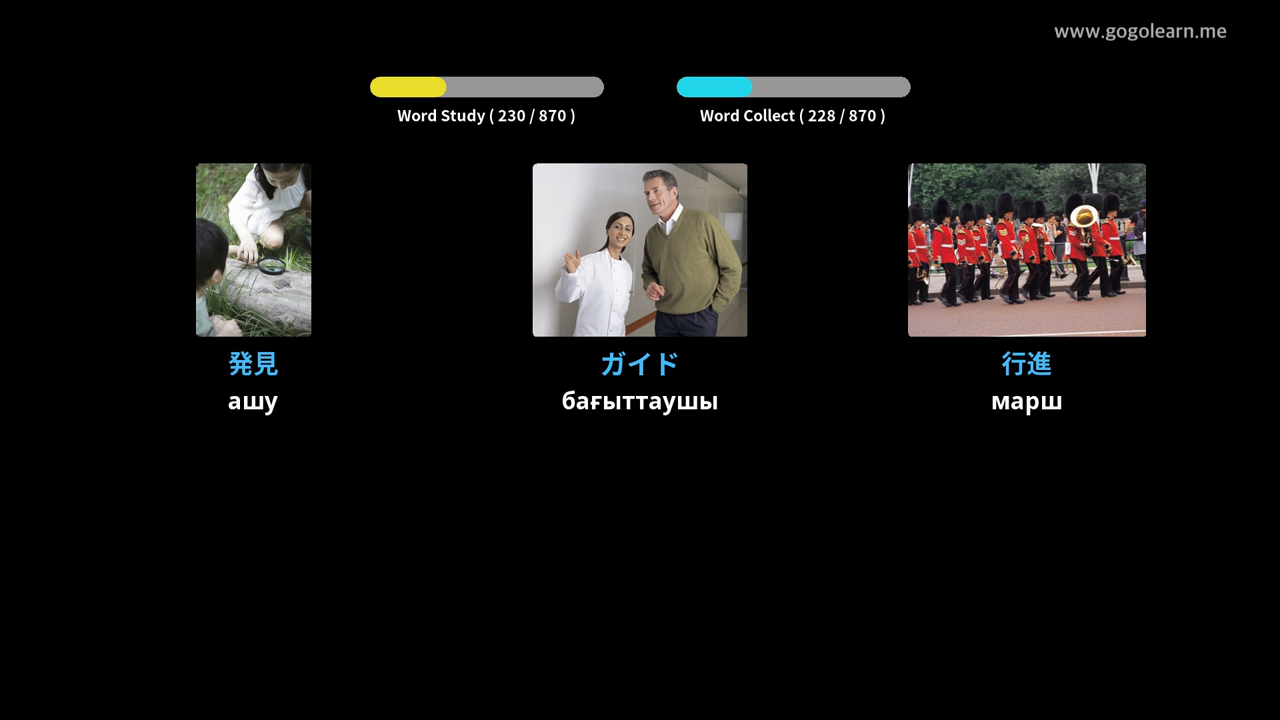 www.gogolearn.me
Word Study ( 230 / 870 )
Word Collect ( 228 / 870 )
発見
ашу
ガイド
бағыттаушы
行進
марш